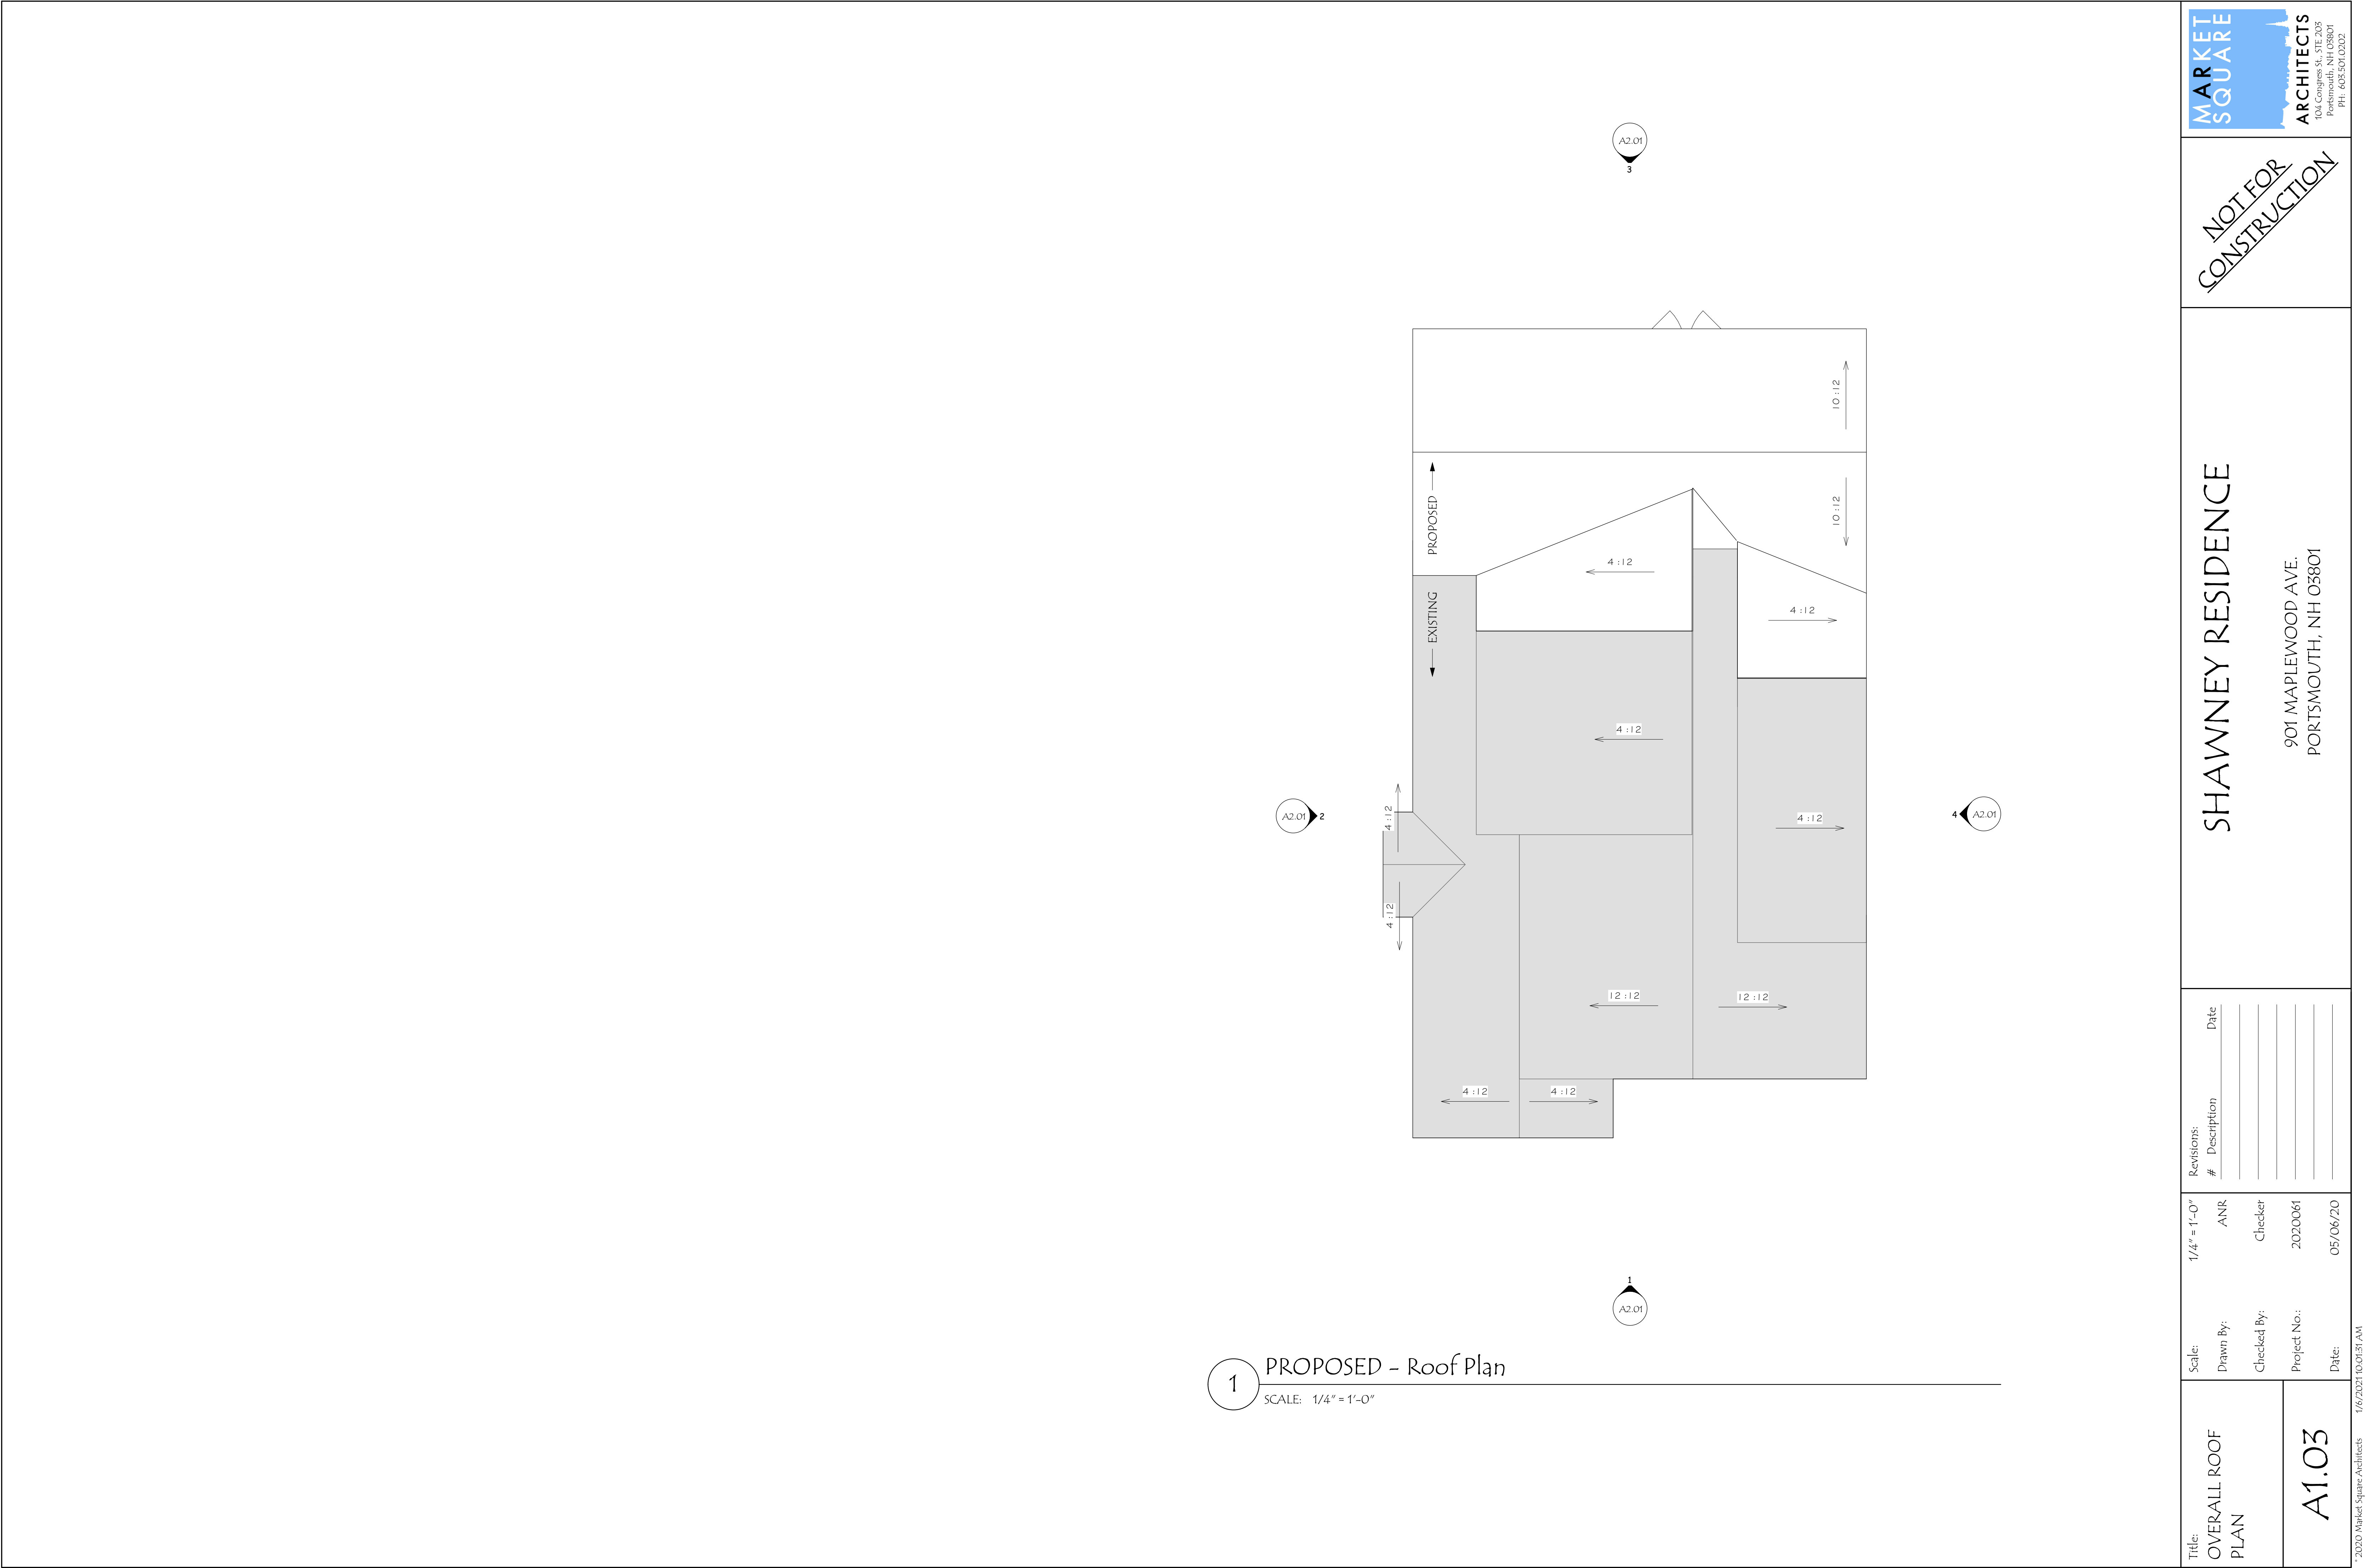 A2.01
3
10 : 12
PROPOSED
10 : 12
4 : 12
EXISTING
4 : 12
4 : 12
4 : 12
A2.01
2
4
A2.01
4 : 12
4 : 12
12 : 12
12 : 12
4 : 12
4 : 12
1
A2.01
1
PROPOSED - Roof Plan
SCALE: 1/4" = 1'-0"
MARKET
SQUARE
ARCHITECTS
104 Congress St., STE 203
Portsmouth, NH 03801
PH: 603.501.0202
NOT FOR
CONSTRUCTION
SHAWNEY RESIDENCE
901 MAPLEWOOD AVE.
PORTSMOUTH, NH 03801
Revisions:
# Description Date
Scale: 1/4" = 1'-0"
Drawn By: ANR
Checked By: Checker
Project No.: 2020061
Date: 05/06/20
Title:
OVERALL ROOF
PLAN
A1.03
© 2020 Market Square Architects 1/6/2021 10:01:31 AM